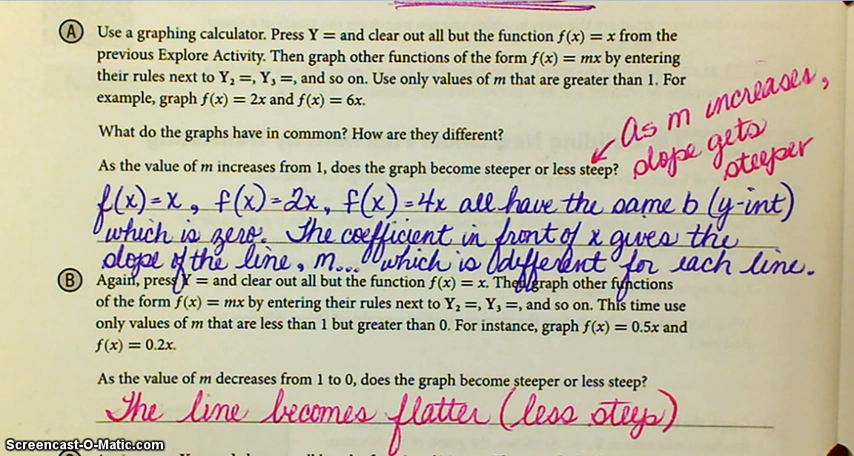 A Use a graphing calculator. Press Y = and clear out all but the function f(x) = x from the
previous Explore Activity. Then graph other functions of the form f(x) = mx by entering
their rules next to Y₂ =, Y₃ =, and so on. Use only values of m that are greater than 1. For
example, graph f(x) = 2x and f(x) = 6x.
What do the graphs have in common? How are they different?
As the value of m increases from 1, does the graph become steeper or less steep?
As m increases,
slope gets
steeper
f(x)=x, f(x)=2x, f(x)=4x all have the same b (y-int)
which is zero. The coefficient in front of x gives the
slope of the line, m... which is different for each line.
B Again, press Y = and clear out all but the function f(x) = x. Then graph other functions
of the form f(x) = mx by entering their rules next to Y₂ =, Y₃ =, and so on. This time use
only values of m that are less than 1 but greater than 0. For instance, graph f(x) = 0.5x and
f(x) = 0.2x.
As the value of m decreases from 1 to 0, does the graph become steeper or less steep?
The line becomes flatter (less steep)
Screencast-O-Matic.com